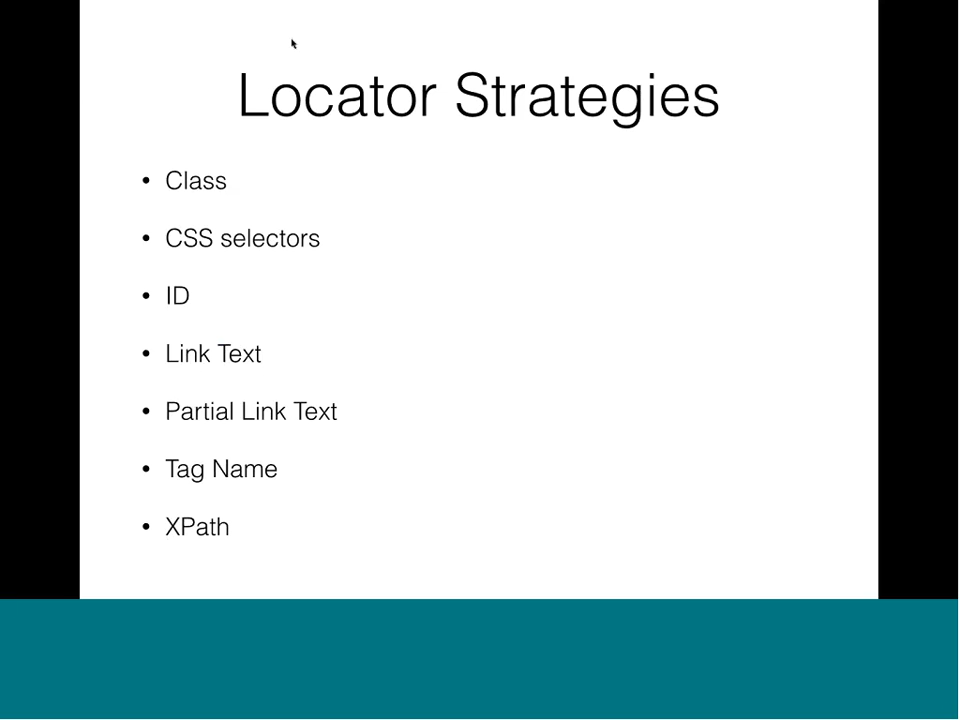 Locator Strategies
• Class
• CSS selectors
• ID
• Link Text
• Partial Link Text
• Tag Name
• XPath